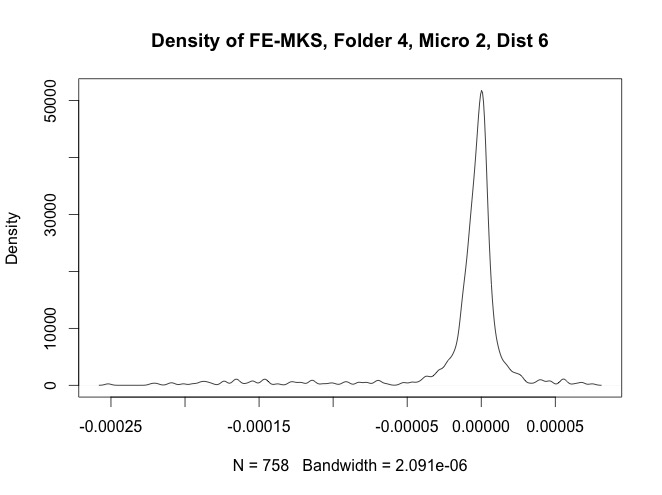 Density of FE-MKS, Folder 4, Micro 2, Dist 6
Density
50000
30000
10000
0
-0.00025 -0.00015 -0.00005 0.00000 0.00005
N = 758 Bandwidth = 2.091e-06